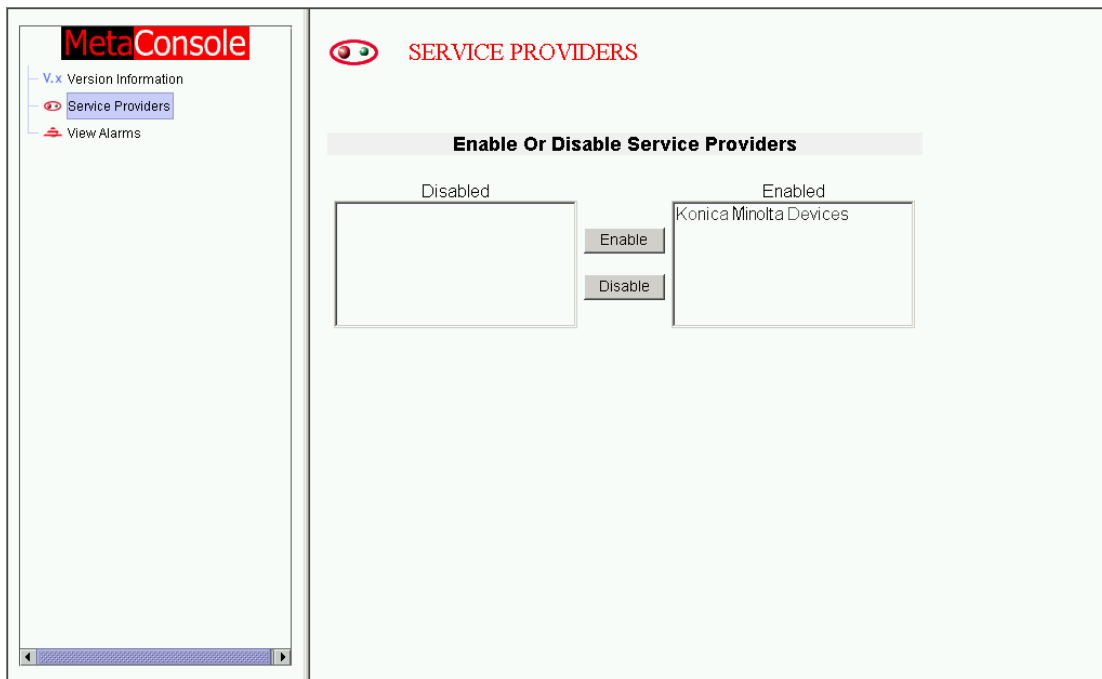 MetaConsole
V.x Version Information
Service Providers
View Alarms
SERVICE PROVIDERS
Enable Or Disable Service Providers
Disabled
Enabled
Konica Minolta Devices
Enable
Disable